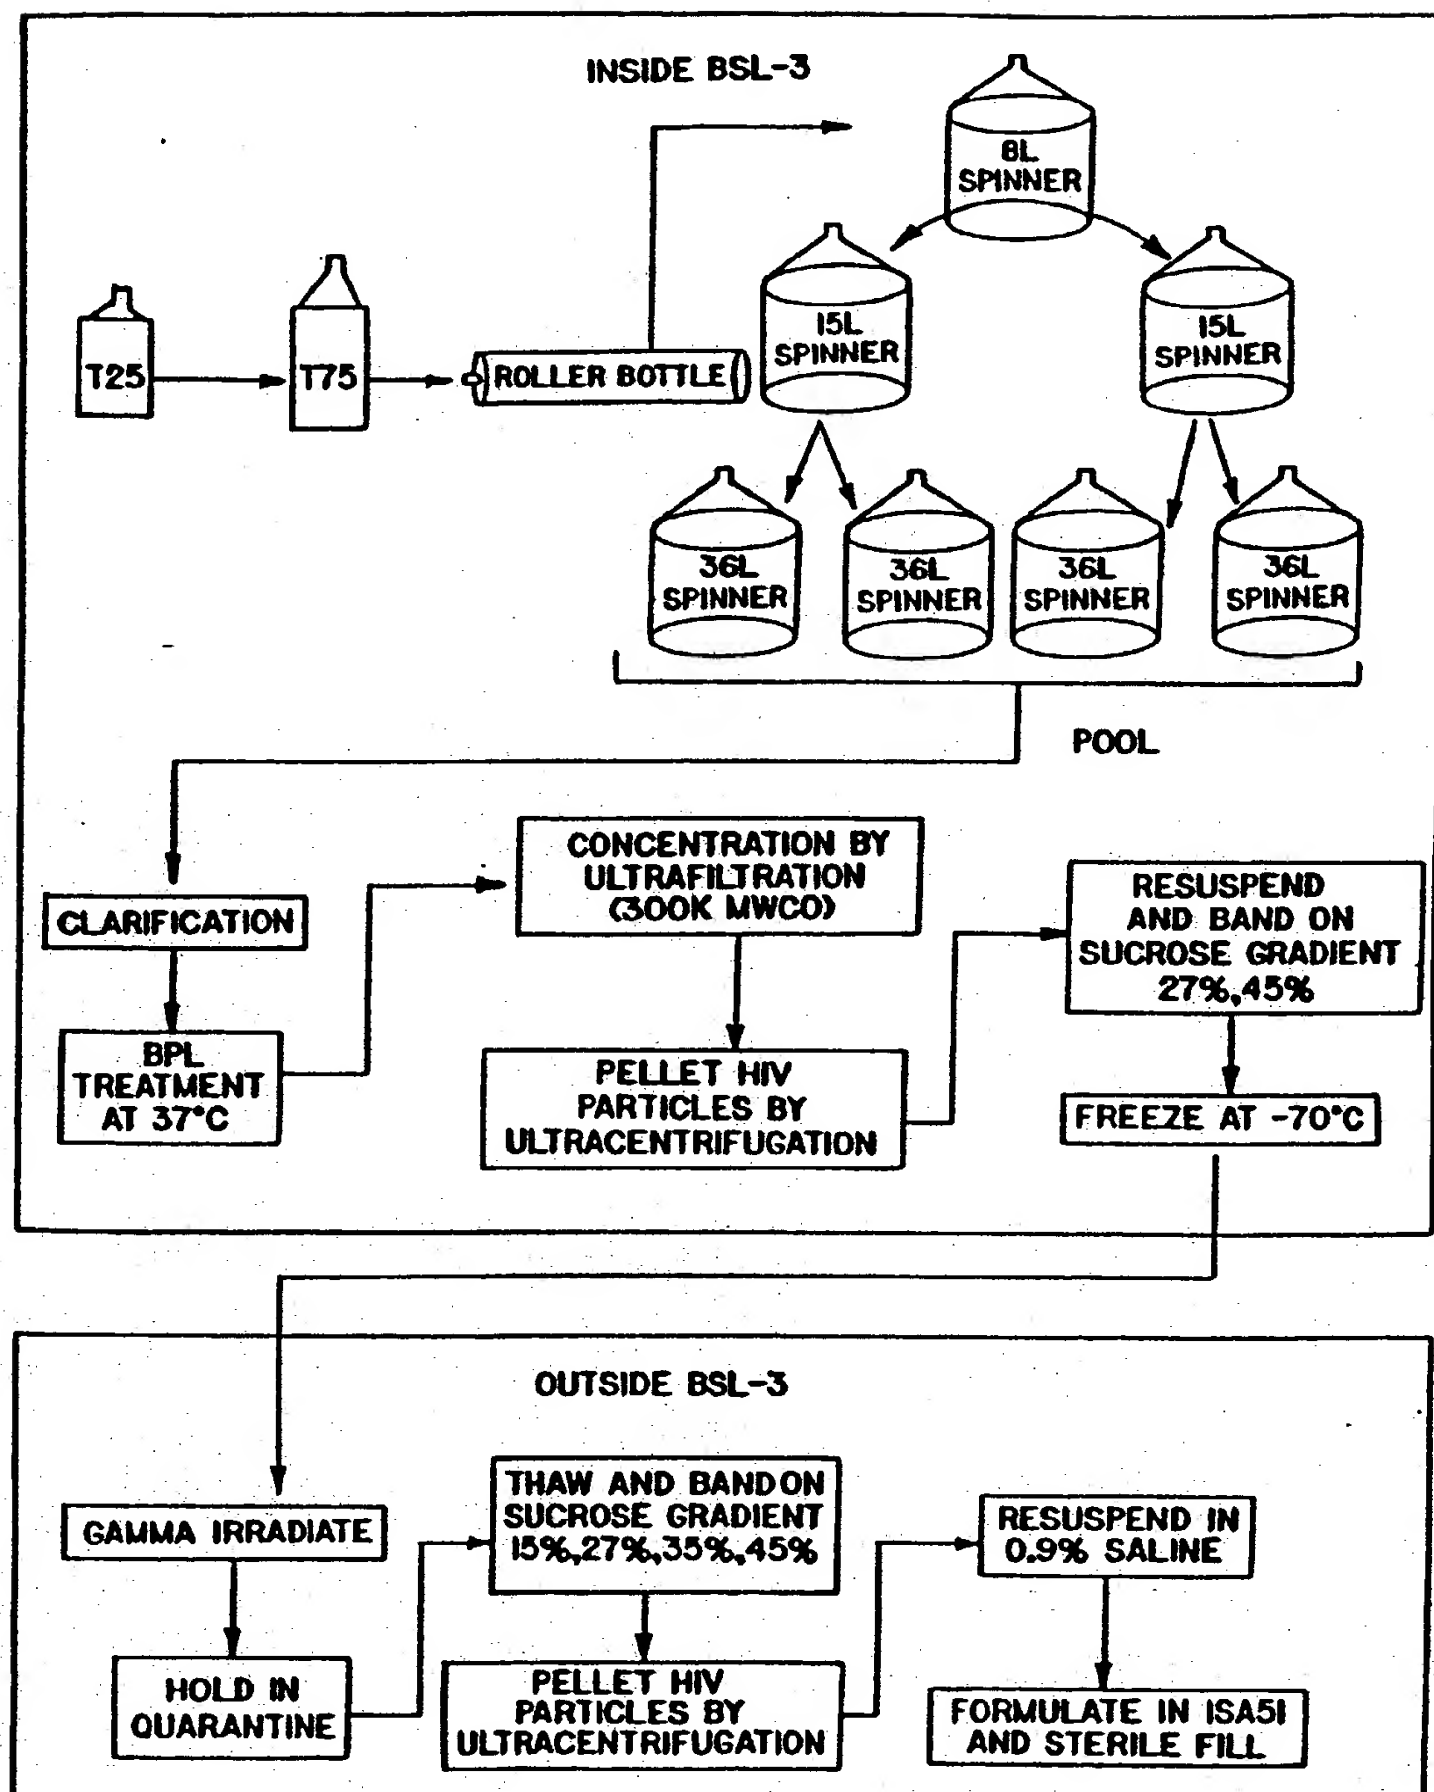 INSIDE BSL-3
8L
SPINNER
15L
SPINNER
15L
SPINNER
T25
T75
ROLLER BOTTLE
36L
SPINNER
36L
SPINNER
36L
SPINNER
36L
SPINNER
POOL
CLARIFICATION
BPL
TREATMENT
AT 37°C
CONCENTRATION BY
ULTRAFILTRATION
(300K MWCO)
PELLET HIV
PARTICLES BY
ULTRACENTRIFUGATION
RESUSPEND
AND BAND ON
SUCROSE GRADIENT
27%,45%
FREEZE AT -70°C
OUTSIDE BSL-3
GAMMA IRRADIATE
HOLD IN
QUARANTINE
THAW AND BAND ON
SUCROSE GRADIENT
15%,27%,35%,45%
PELLET HIV
PARTICLES BY
ULTRACENTRIFUGATION
RESUSPEND IN
0.9% SALINE
FORMULATE IN ISA51
AND STERILE FILL